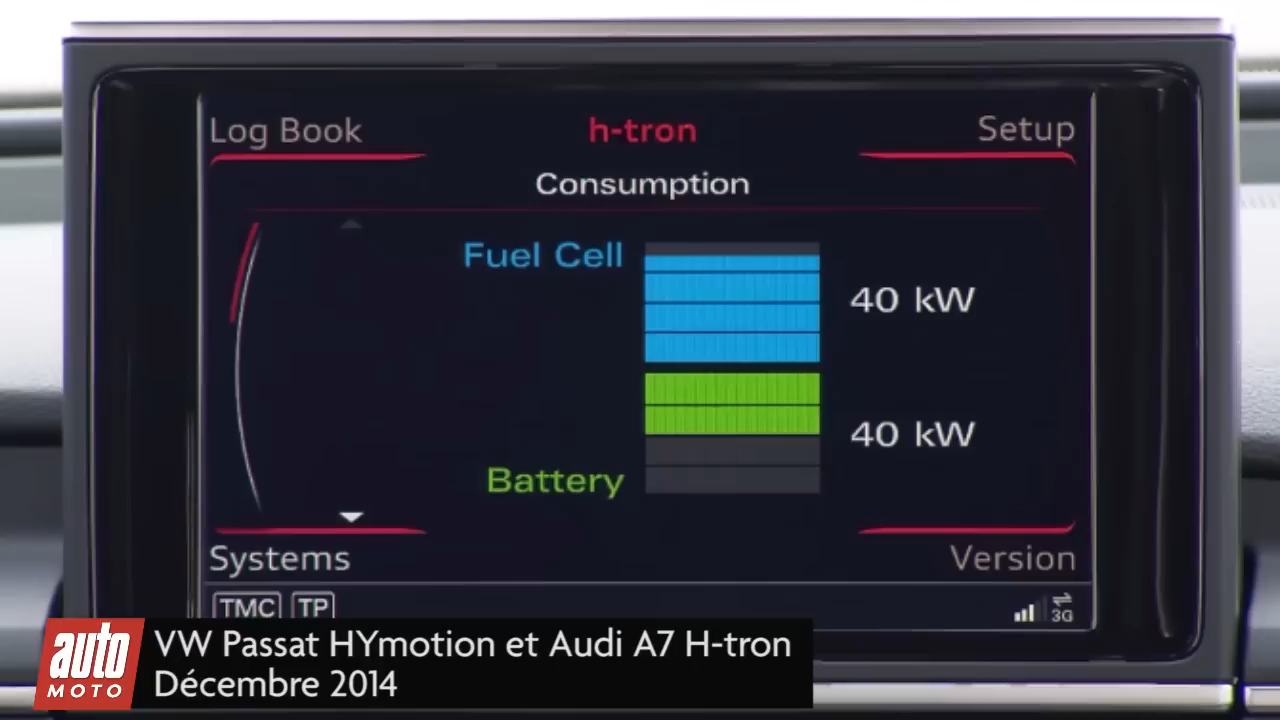 Log Book
h-tron
Setup
Consumption
Fuel Cell
40 kW
40 kW
Battery
Systems
Version
TMC TP
3G
auto
MOTO
VW Passat HYmotion et Audi A7 H-tron
Décembre 2014